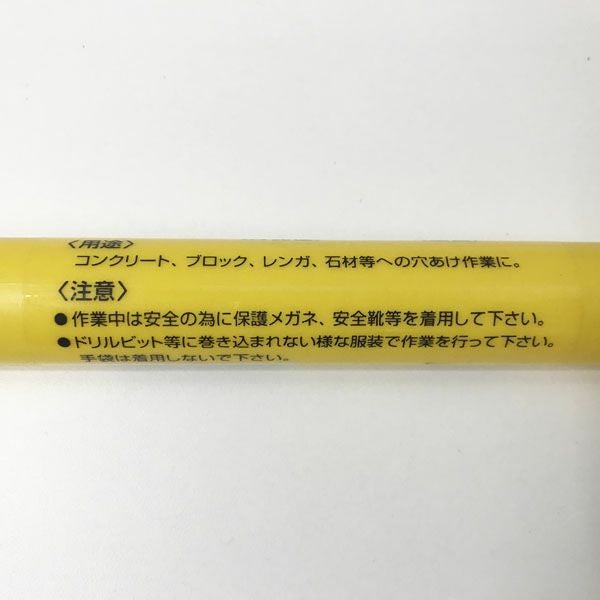 〈用途〉
コンクリート、ブロック、レンガ、石材等への穴あけ作業に。
〈注意〉
●作業中は安全の為に保護メガネ、安全靴等を着用して下さい。
●ドリルビット等に巻き込まれない様な服装で作業を行って下さい。
手袋は着用しないで下さい。